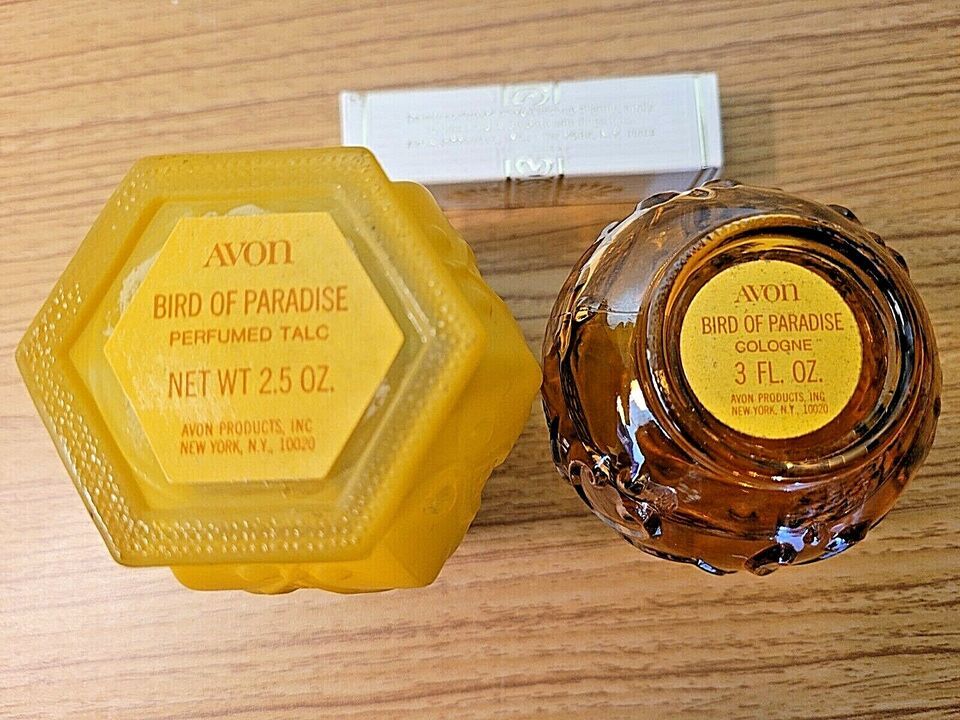 AVON
BIRD OF PARADISE
PERFUMED TALC
NET WT 2.5 OZ.
AVON PRODUCTS, INC
NEW YORK, N.Y., 10020
AVON
BIRD OF PARADISE
COLOGNE
3 FL. OZ.
AVON PRODUCTS, INC
NEW YORK, N.Y., 10020